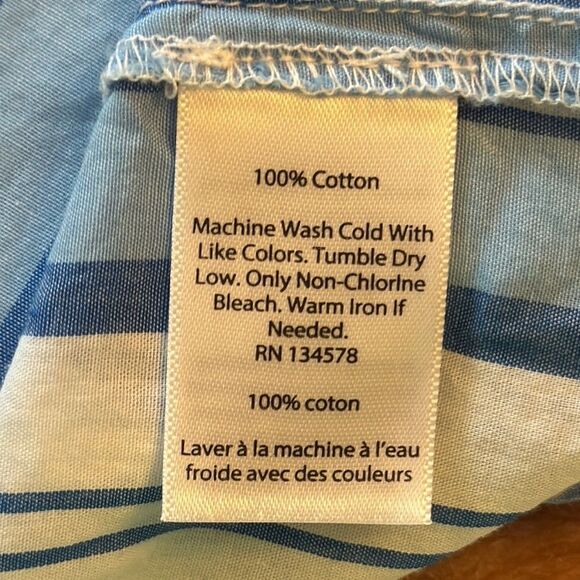 100% Cotton
Machine Wash Cold With
Like Colors. Tumble Dry
Low. Only Non-Chlorine
Bleach. Warm Iron If
Needed.
RN 134578
100% coton
Laver à la machine à l'eau
froide avec des couleurs